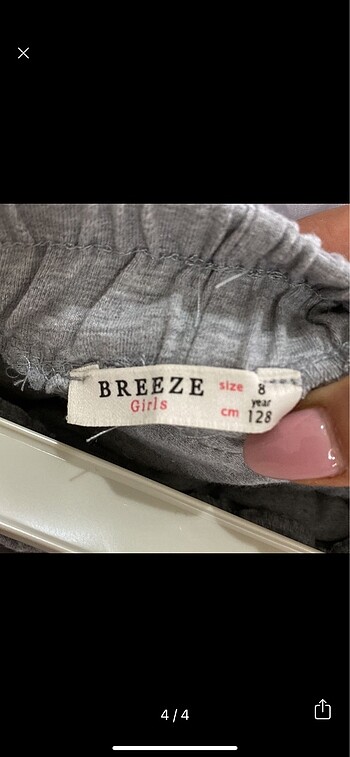 BREEZE
Girls
size 8
year
cm 128
4/4